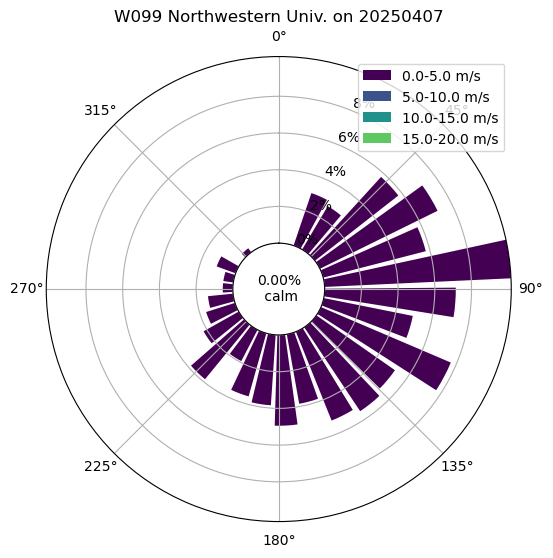 W099 Northwestern Univ. on 20250407
0°
0.0-5.0 m/s
5.0-10.0 m/s
10.0-15.0 m/s
15.0-20.0 m/s
315°
45°
8%
6%
4%
2%
0%
0.00%
calm
270°
90°
225°
135°
180°